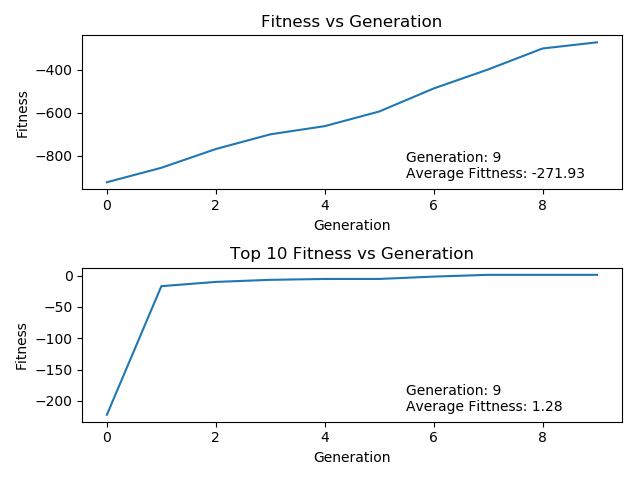 Fitness vs Generation
Fitness
−400
−600
−800
Generation: 9
Average Fittness: -271.93
0 2 4 6 8
Generation
Top 10 Fitness vs Generation
Fitness
0
−50
−100
−150
−200
Generation: 9
Average Fittness: 1.28
0 2 4 6 8
Generation